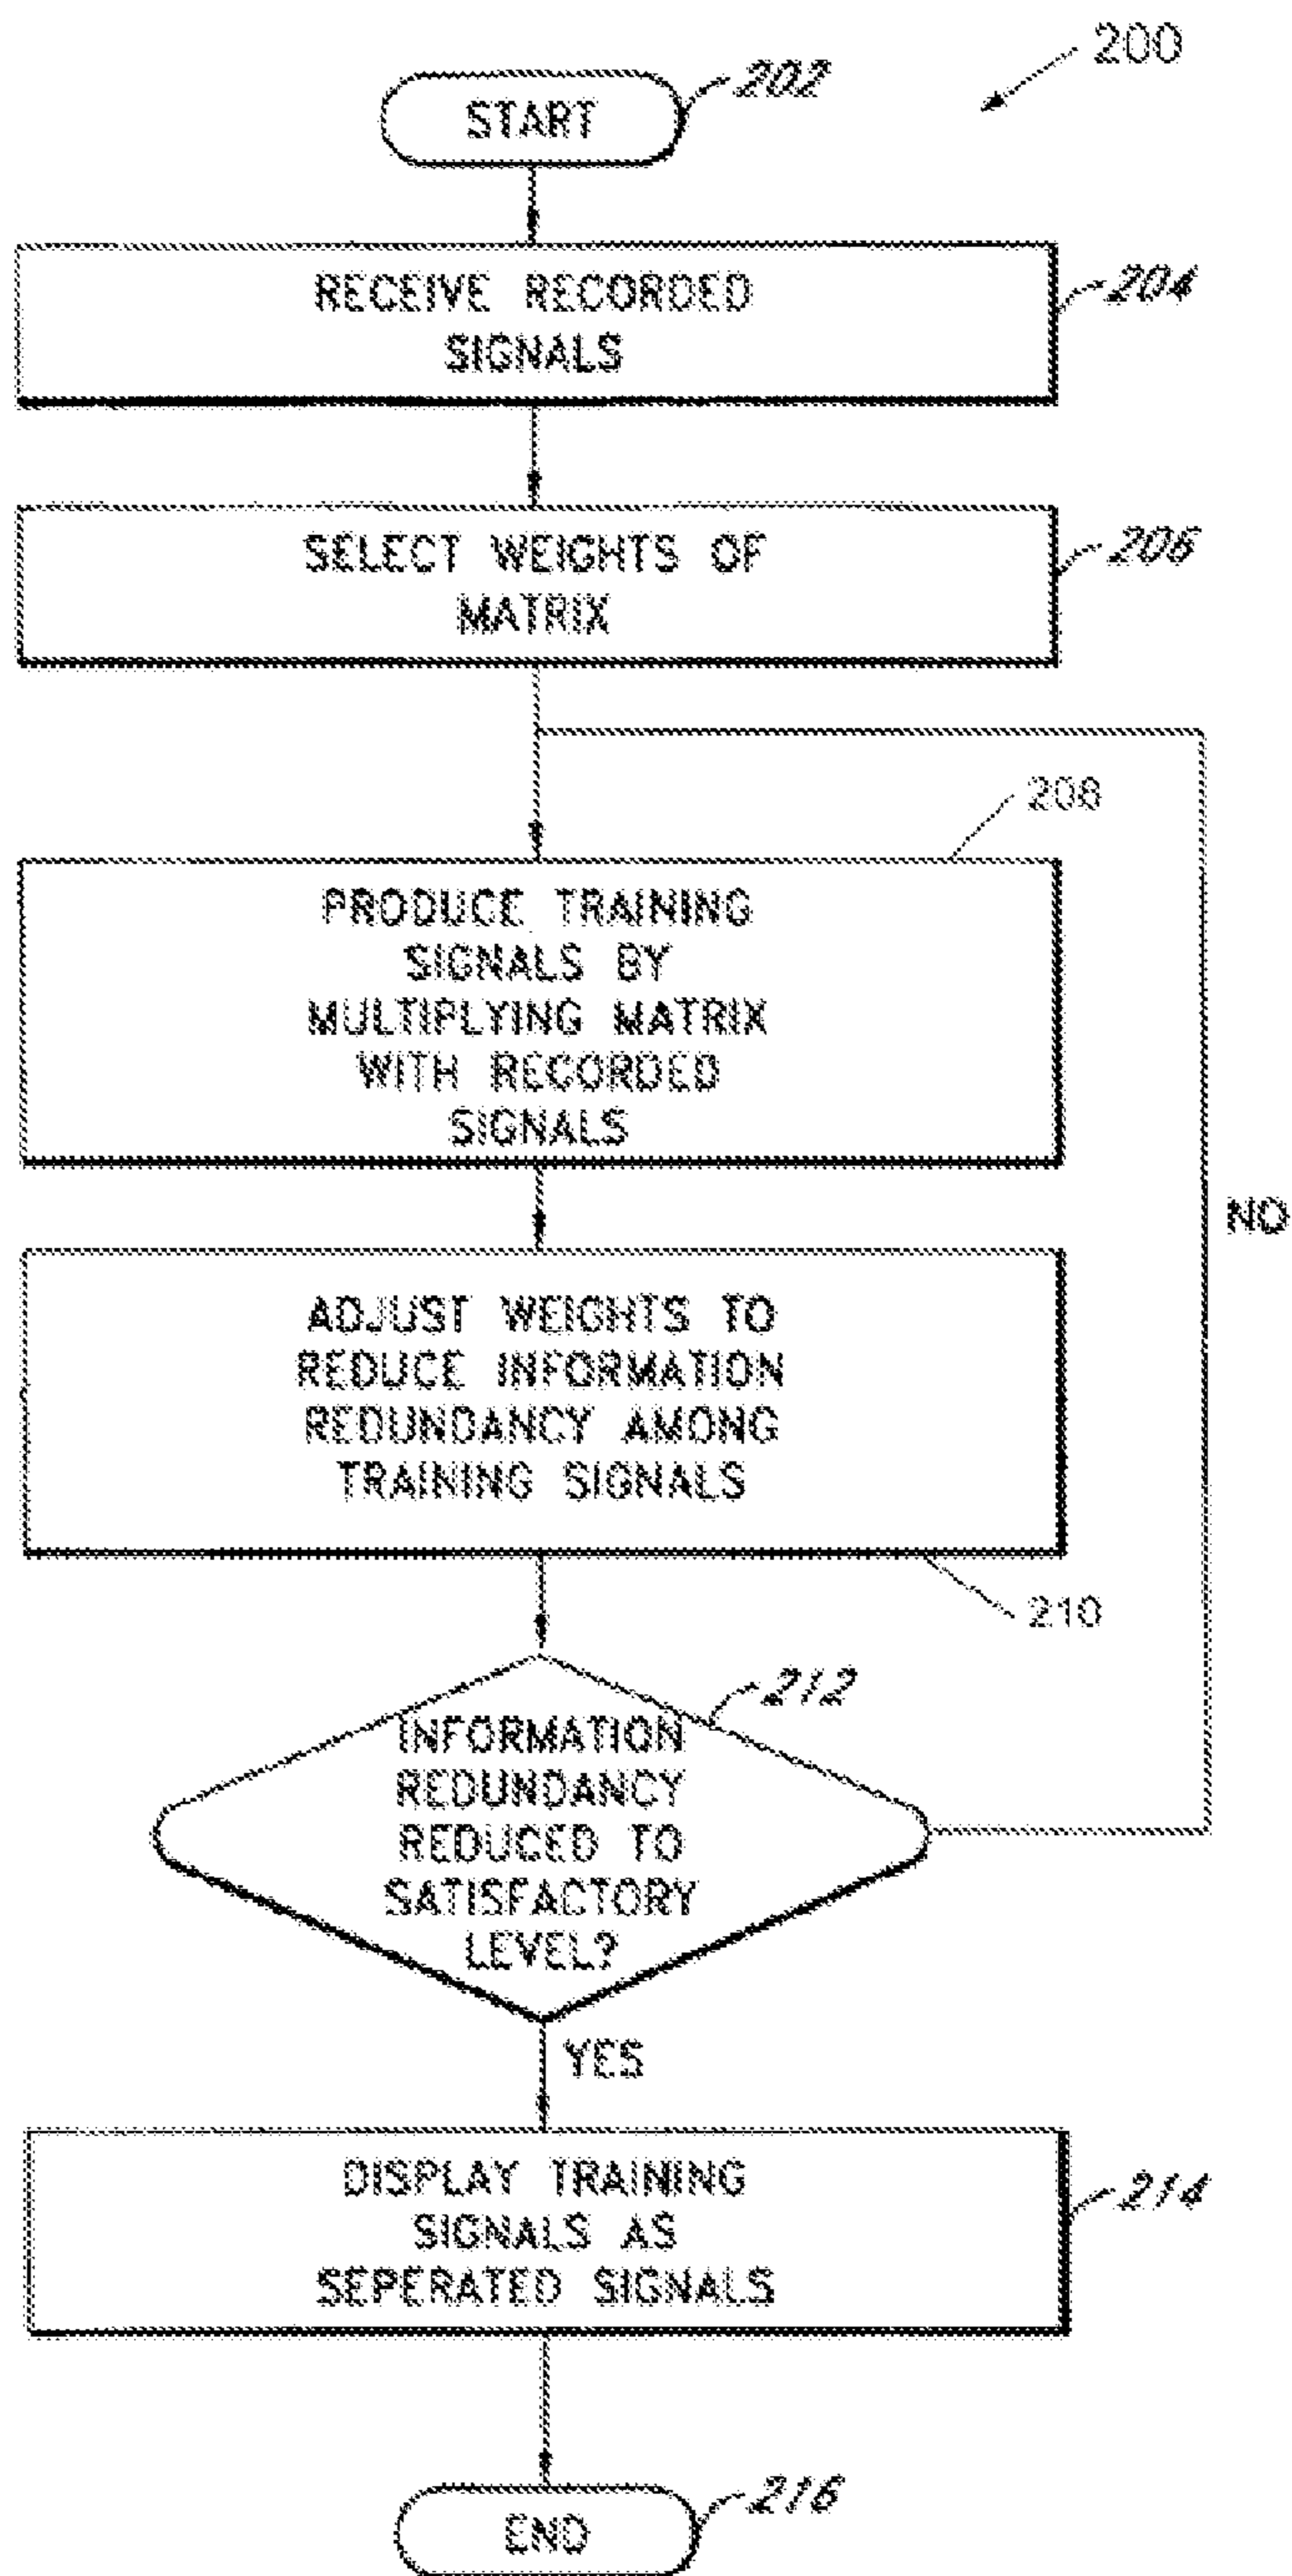 200
START
202
RECEIVE RECORDED
SIGNALS
204
SELECT WEIGHTS OF
MATRIX
206
208
PRODUCE TRAINING
SIGNALS BY
MULTIPLYING MATRIX
WITH RECORDED
SIGNALS
NO
ADJUST WEIGHTS TO
REDUCE INFORMATION
REDUNDANCY AMONG
TRAINING SIGNALS
210
212
INFORMATION
REDUNDANCY
REDUCED TO
SATISFACTORY
LEVEL?
YES
DISPLAY TRAINING
SIGNALS AS
SEPERATED SIGNALS
214
END
216